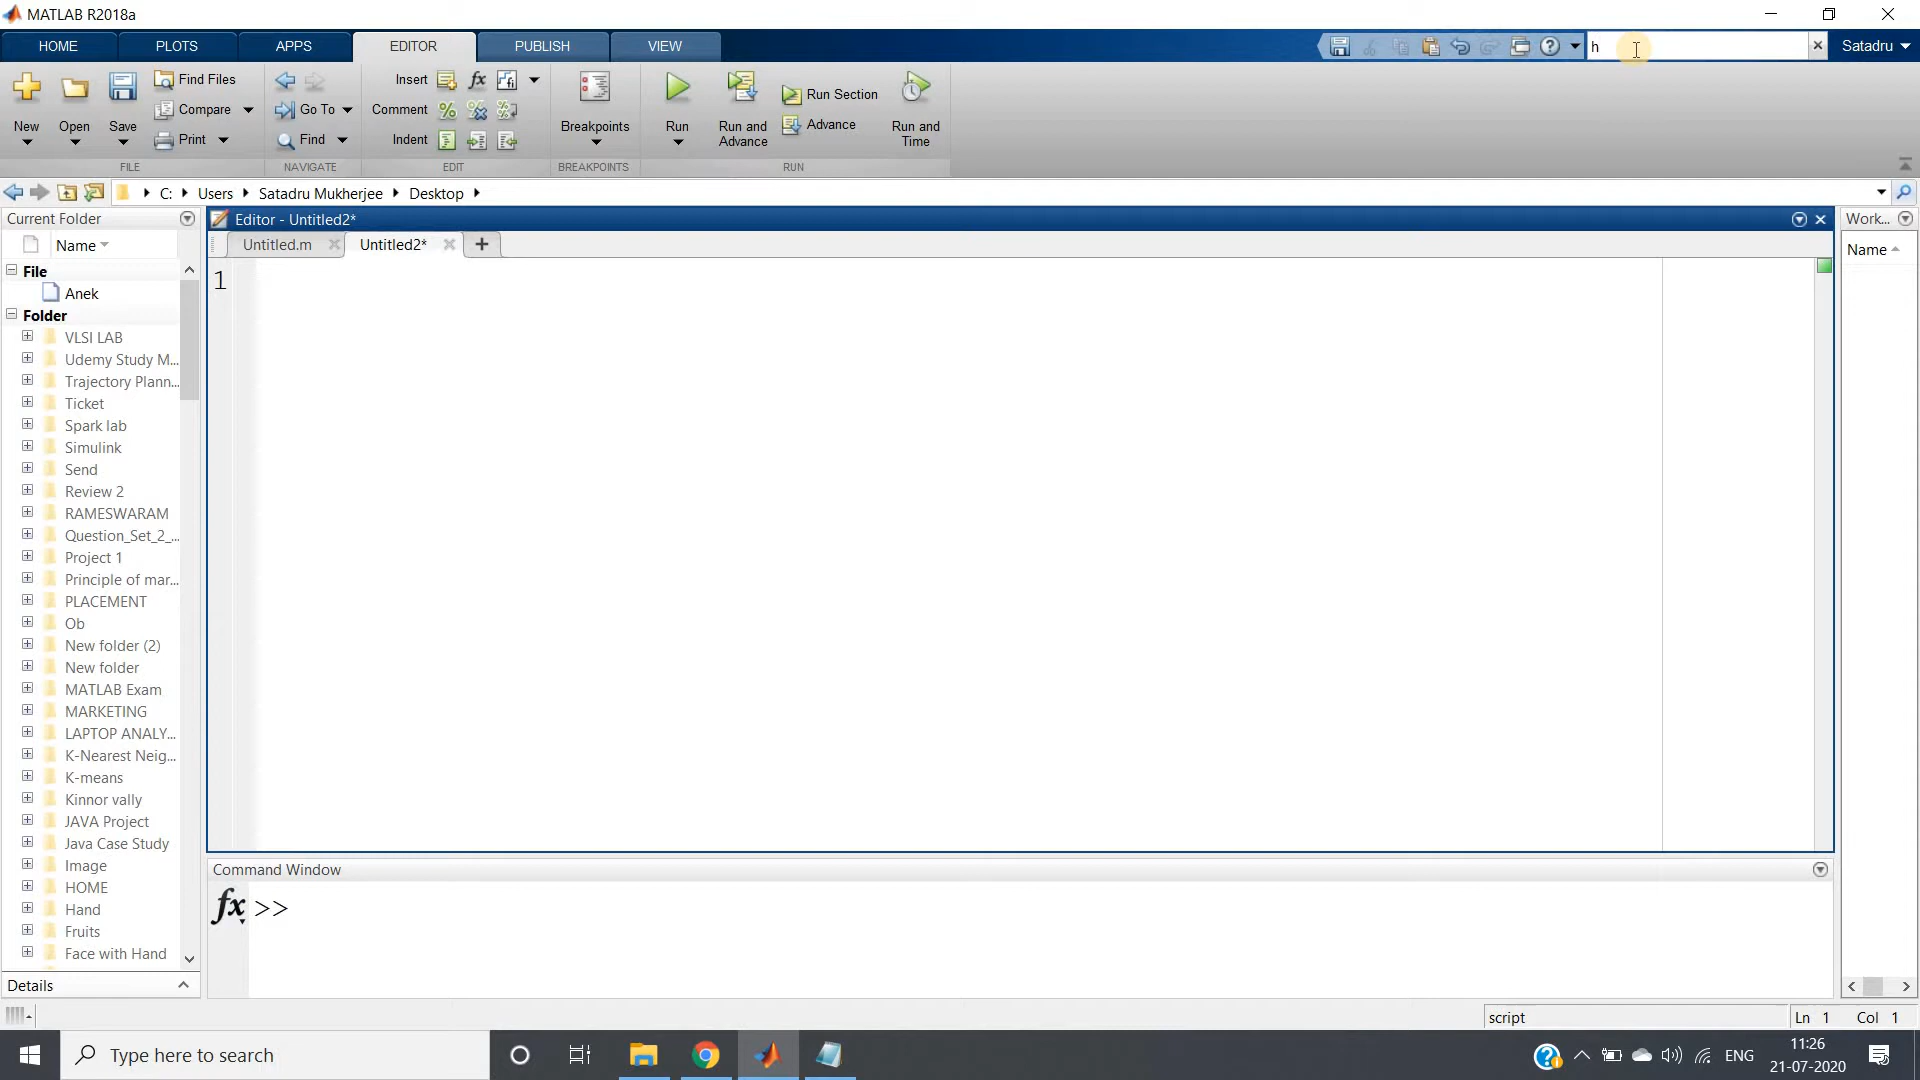 MATLAB R2018a
HOME PLOTS APPS EDITOR PUBLISH VIEW h Satadru
New Open Save Find Files Compare Print Go To Find Insert fx Comment Indent Breakpoints Run Run and Advance Run Section Advance Run and Time
FILE NAVIGATE EDIT BREAKPOINTS RUN
C: Users Satadru Mukherjee Desktop
Current Folder
Name
File
Anek
Folder
VLSI LAB
Udemy Study M...
Trajectory Plann...
Ticket
Spark lab
Simulink
Send
Review 2
RAMESWARAM
Question_Set_2_...
Project 1
Principle of mar...
PLACEMENT
Ob
New folder (2)
New folder
MATLAB Exam
MARKETING
LAPTOP ANALY...
K-Nearest Neig...
K-means
Kinnor vally
JAVA Project
Java Case Study
Image
HOME
Hand
Fruits
Face with Hand
Details
Editor - Untitled2*
Untitled.m Untitled2*
1
Command Window
fx >>
Work...
Name
script Ln 1 Col 1
Type here to search
ENG
11:26
21-07-2020